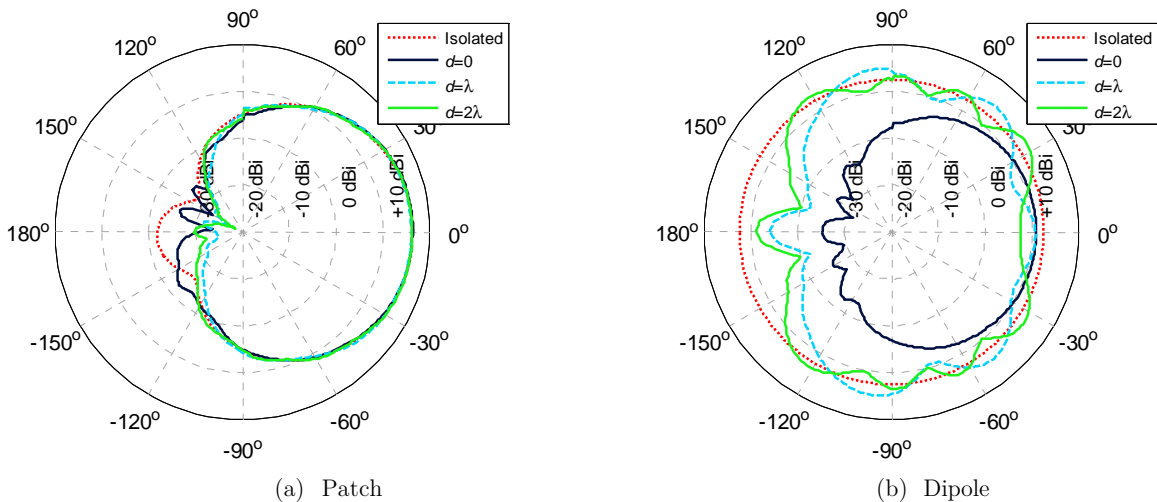 90°
120°
60°
150°
30
180°
0°
-150°
-30°
-120°
-60°
-90°
-30 dBi
-20 dBi
-10 dBi
0 dBi
+10 dBi
Isolated
d=0
d=λ
d=2λ
(a) Patch
90°
120°
60°
150°
30°
180°
0°
-150°
-30°
-120°
-60°
-90°
-30 dBi
-20 dBi
-10 dBi
0 dBi
+10 dBi
Isolated
d=0
d=λ
d=2λ
(b) Dipole